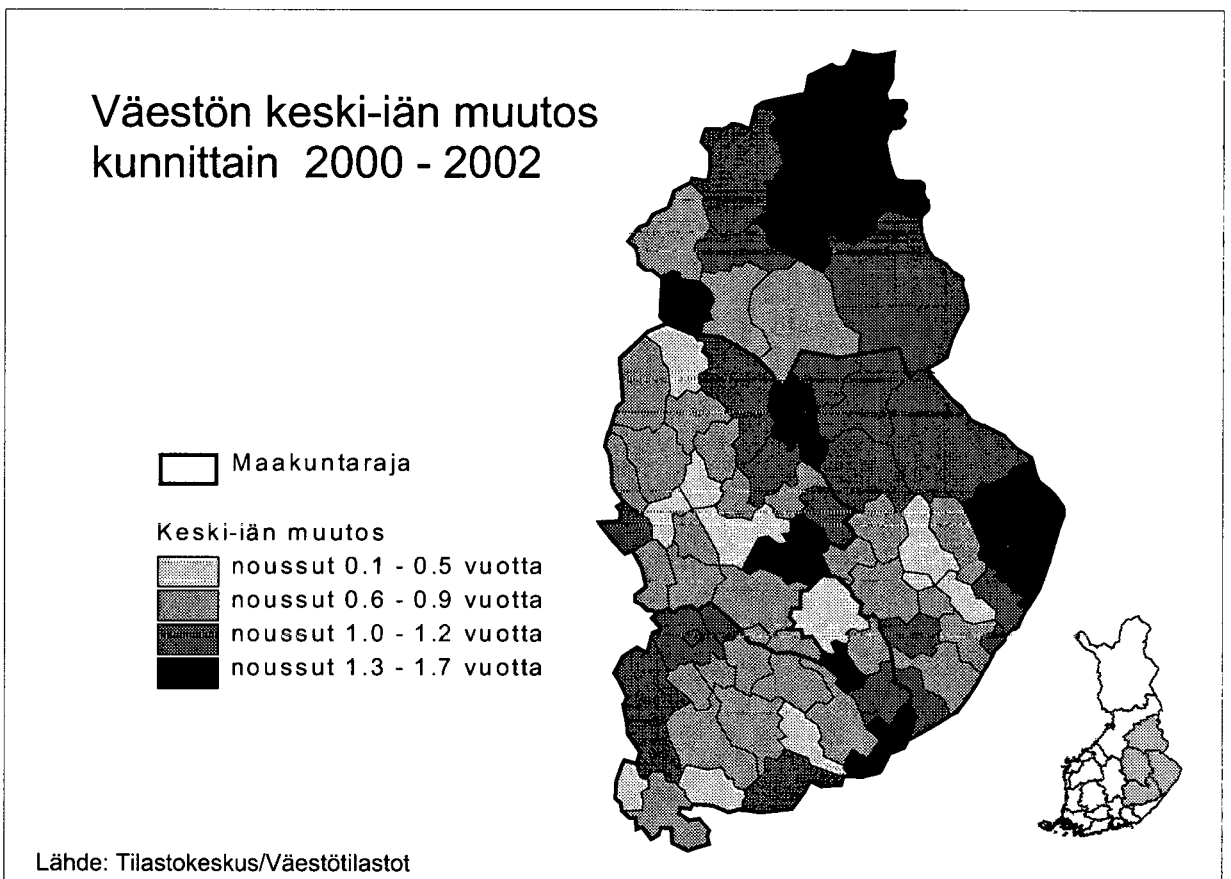 Väestön keski-iän muutos
kunnittain 2000 - 2002
Maakuntaraja
Keski-iän muutos
noussut 0.1 - 0.5 vuotta
noussut 0.6 - 0.9 vuotta
noussut 1.0 - 1.2 vuotta
noussut 1.3 - 1.7 vuotta
Lähde: Tilastokeskus/Väestötilastot